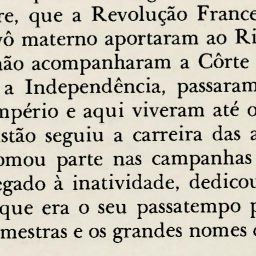 re, que a Revolução France
vô materno aportaram ao Ri
não acompanharam a Côrte
a Independência, passaram
mpério e aqui viveram até o
stão seguiu a carreira das a
omou parte nas campanhas
egado à inatividade, dedicou
que era o seu passatempo p
mestras e os grandes nomes